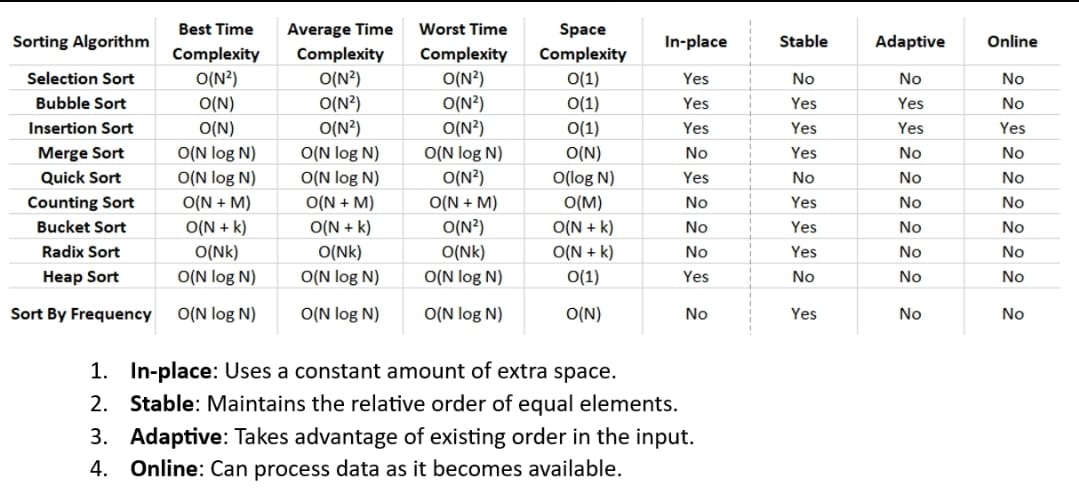 Sorting Algorithm Best Time Complexity Average Time Complexity Worst Time Complexity Space Complexity In-place Stable Adaptive Online
Selection Sort O(N²) O(N²) O(N²) O(1) Yes No No No
Bubble Sort O(N) O(N²) O(N²) O(1) Yes Yes Yes No
Insertion Sort O(N) O(N²) O(N²) O(1) Yes Yes Yes Yes
Merge Sort O(N log N) O(N log N) O(N log N) O(N) No Yes No No
Quick Sort O(N log N) O(N log N) O(N²) O(log N) Yes No No No
Counting Sort O(N + M) O(N + M) O(N + M) O(M) No Yes No No
Bucket Sort O(N + k) O(N + k) O(N²) O(N + k) No Yes No No
Radix Sort O(Nk) O(Nk) O(Nk) O(N + k) No Yes No No
Heap Sort O(N log N) O(N log N) O(N log N) O(1) Yes No No No
Sort By Frequency O(N log N) O(N log N) O(N log N) O(N) No Yes No No
1. In-place: Uses a constant amount of extra space.
2. Stable: Maintains the relative order of equal elements.
3. Adaptive: Takes advantage of existing order in the input.
4. Online: Can process data as it becomes available.